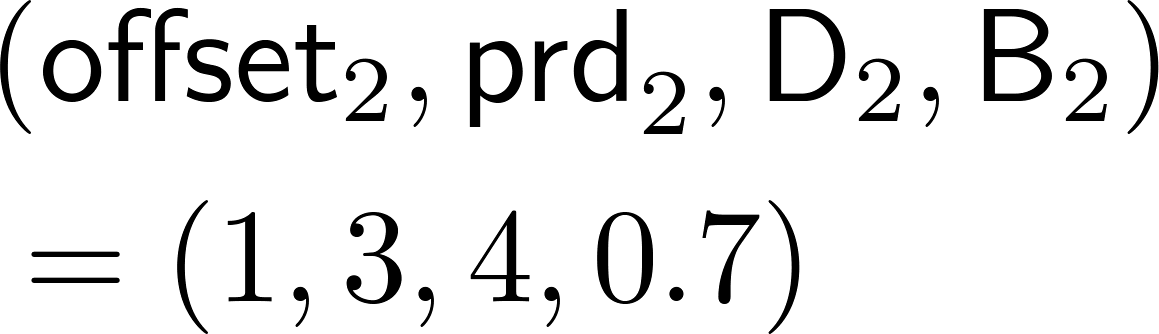 (offset₂, prd₂, D₂, B₂)
= (1, 3, 4, 0.7)